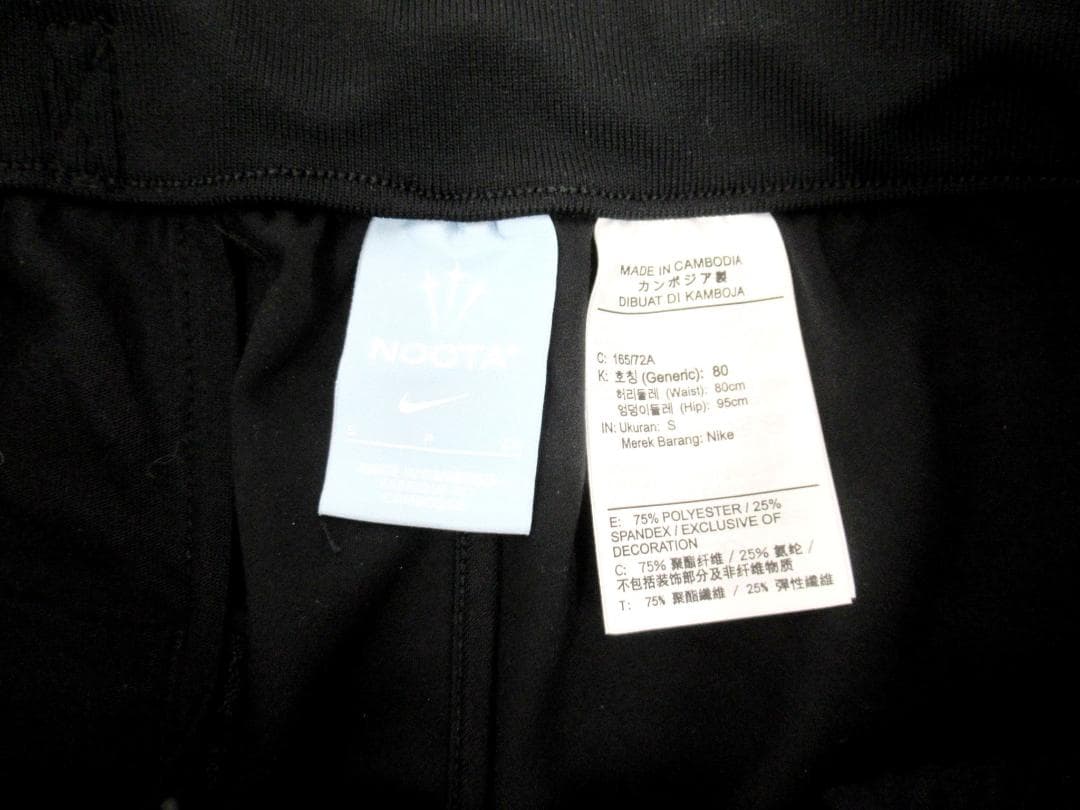 NOCTA
S
P
MADE IN CAMBODIA
カンボジア製
DIBUAT DI KAMBOJA
C: 165/72A
K: 호칭 (Generic): 80
허리둘레 (Waist): 80cm
엉덩이둘레 (Hip): 95cm
IN: Ukuran: S
Merek Barang: Nike
E: 75% POLYESTER / 25%
SPANDEX / EXCLUSIVE OF
DECORATION
C: 75% 聚酯纤维 / 25% 氨纶 /
不包括装饰部分及非纤维物质
T: 75% 聚酯纖維 / 25% 彈性纖維